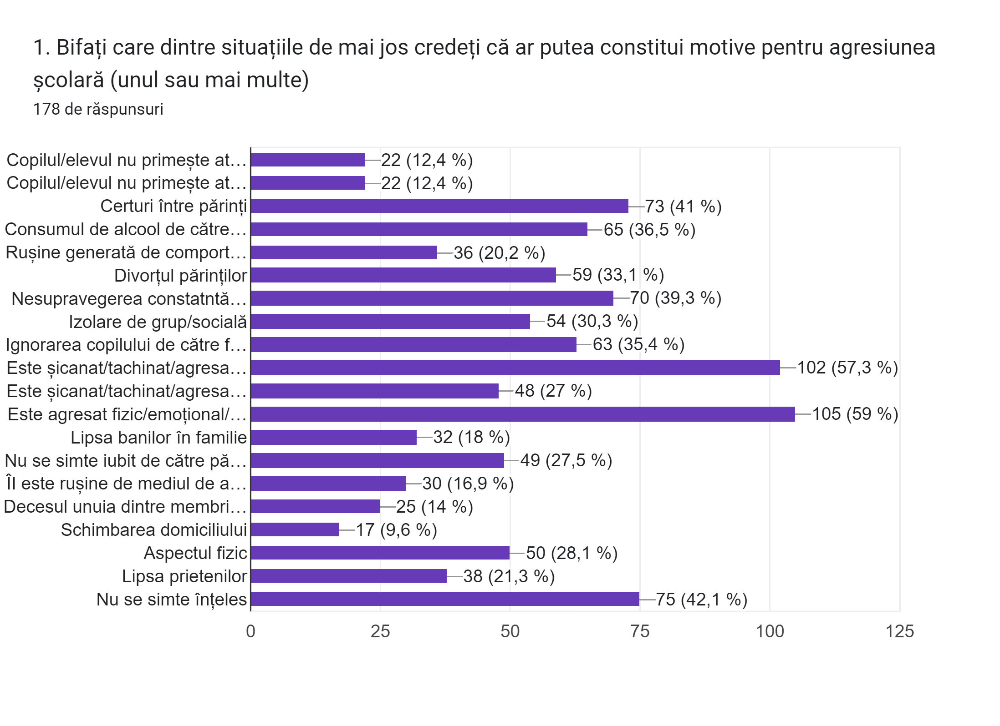 1. Bifați care dintre situațiile de mai jos credeți că ar putea constitui motive pentru agresiunea
școlară (unul sau mai multe)
178 de răspunsuri
Copilul/elevul nu primește at… 22 (12,4 %)
Copilul/elevul nu primește at… 22 (12,4 %)
Certuri între părinți 73 (41 %)
Consumul de alcool de către… 65 (36,5 %)
Rușine generată de comport… 36 (20,2 %)
Divorțul părinților 59 (33,1 %)
Nesupravegerea constatntă… 70 (39,3 %)
Izolare de grup/socială 54 (30,3 %)
Ignorarea copilului de către f… 63 (35,4 %)
Este șicanat/tachinat/agresa… 102 (57,3 %)
Este șicanat/tachinat/agresa… 48 (27 %)
Este agresat fizic/emoțional/… 105 (59 %)
Lipsa banilor în familie 32 (18 %)
Nu se simte iubit de către pă… 49 (27,5 %)
ÎI este rușine de mediul de a… 30 (16,9 %)
Decesul unuia dintre membri… 25 (14 %)
Schimbarea domiciliului 17 (9,6 %)
Aspectul fizic 50 (28,1 %)
Lipsa prietenilor 38 (21,3 %)
Nu se simte înțeles 75 (42,1 %)
0 25 50 75 100 125